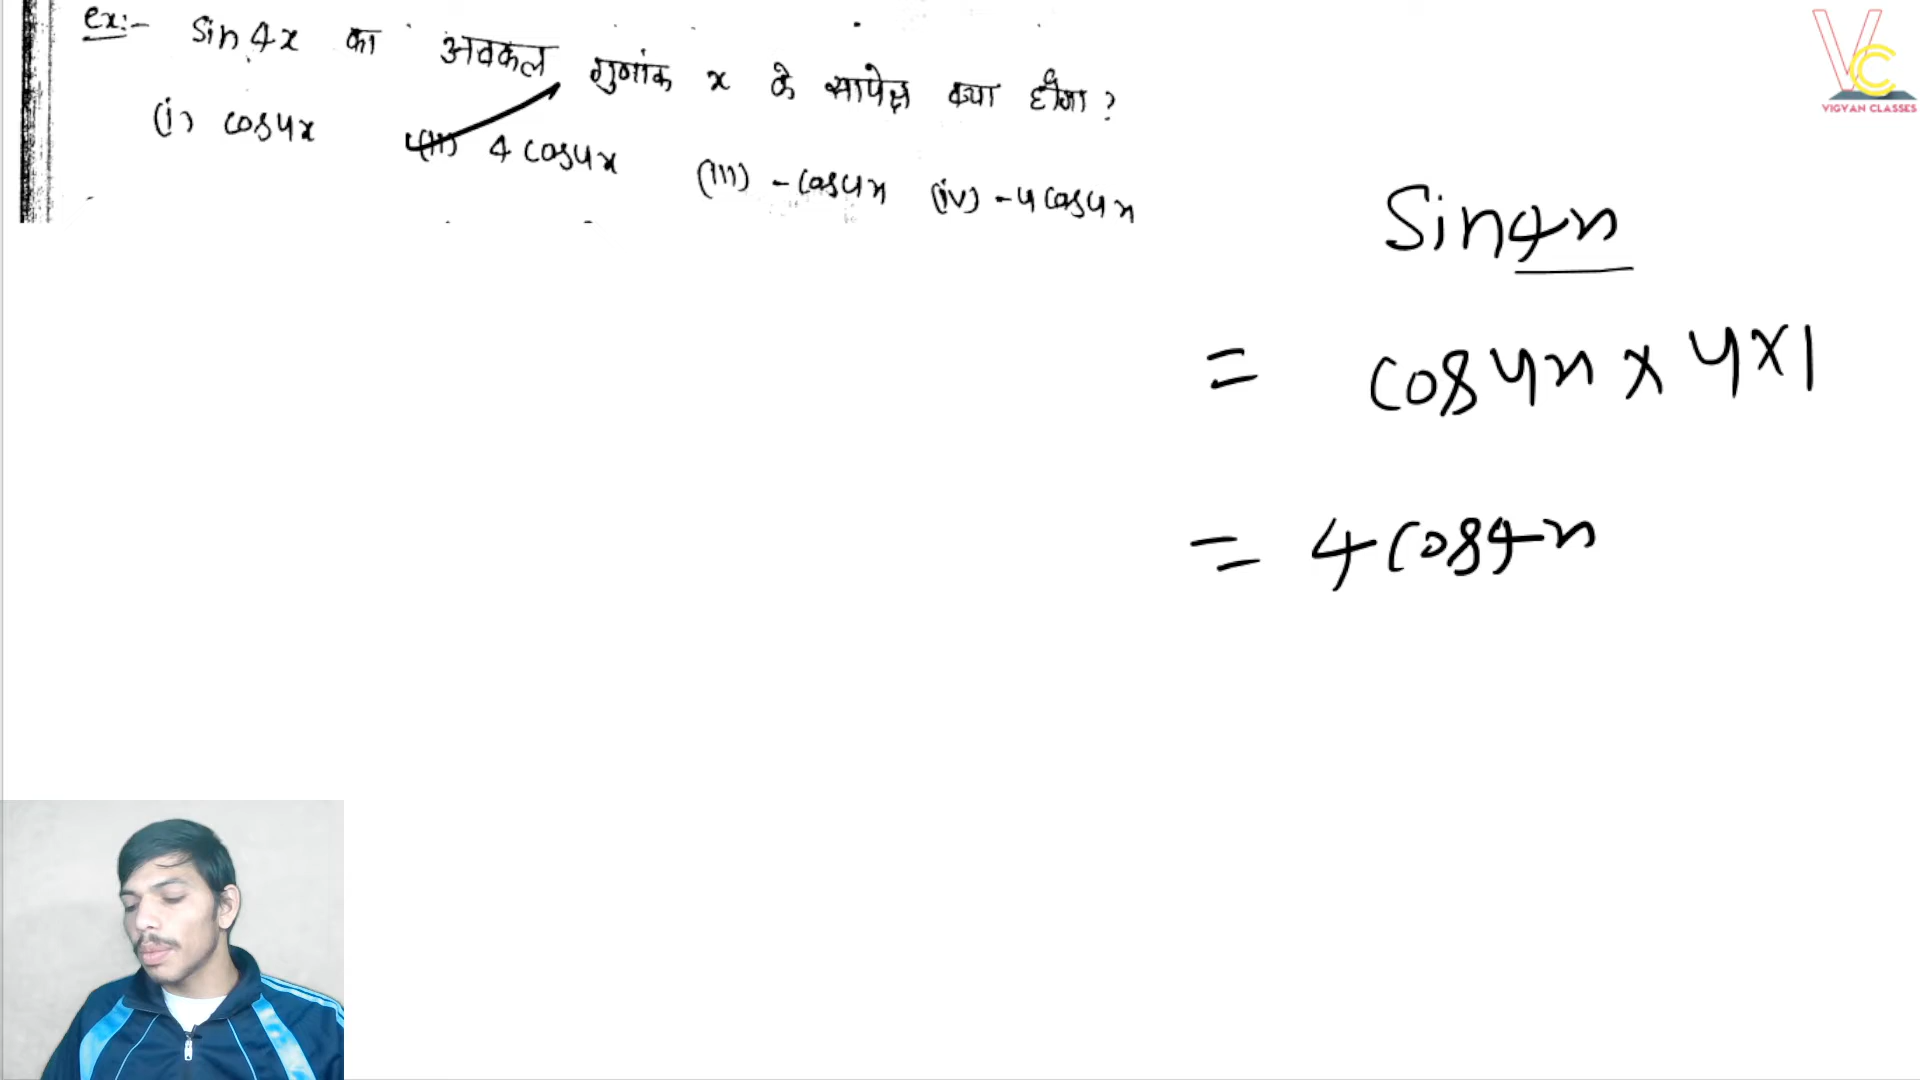 ex:- Sin 4x का अवकल गुणांक x के सापेक्ष क्या होगा?
(i) cos4x (ii) 4 cos4x (iii) -cos4x (iv) -4cos4x
VC
VIGYAN CLASSES
Sin4x
= cos4x × 4×1
= 4cos4x